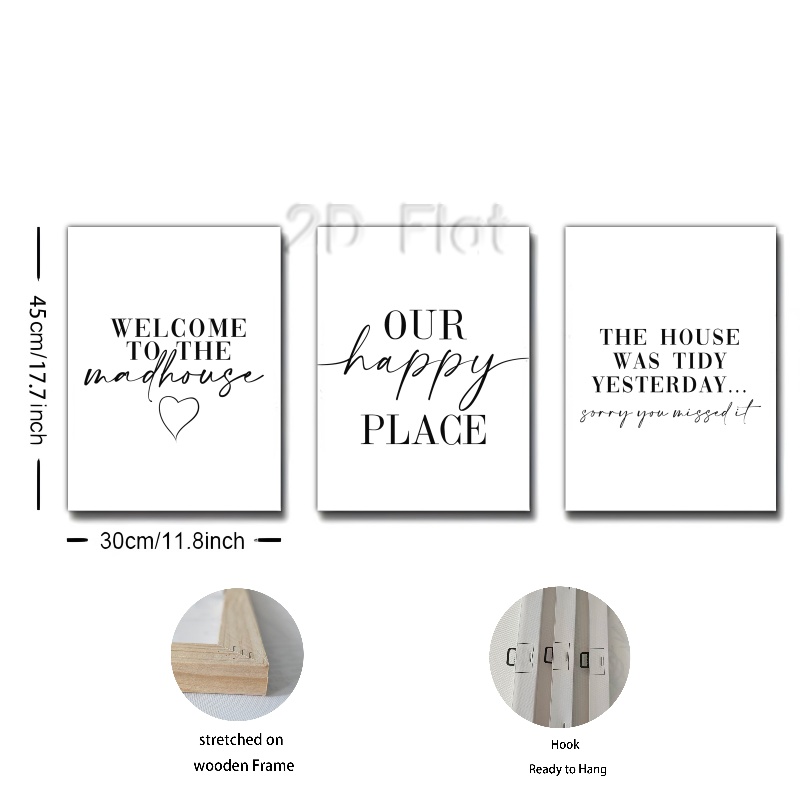 2D Flat
WELCOME
TO THE
madhouse
OUR
happy
PLACE
THE HOUSE
WAS TIDY
YESTERDAY...
sorry you missed it
45cm/17.7inch
30cm/11.8inch
stretched on
wooden Frame
Hook
Ready to Hang